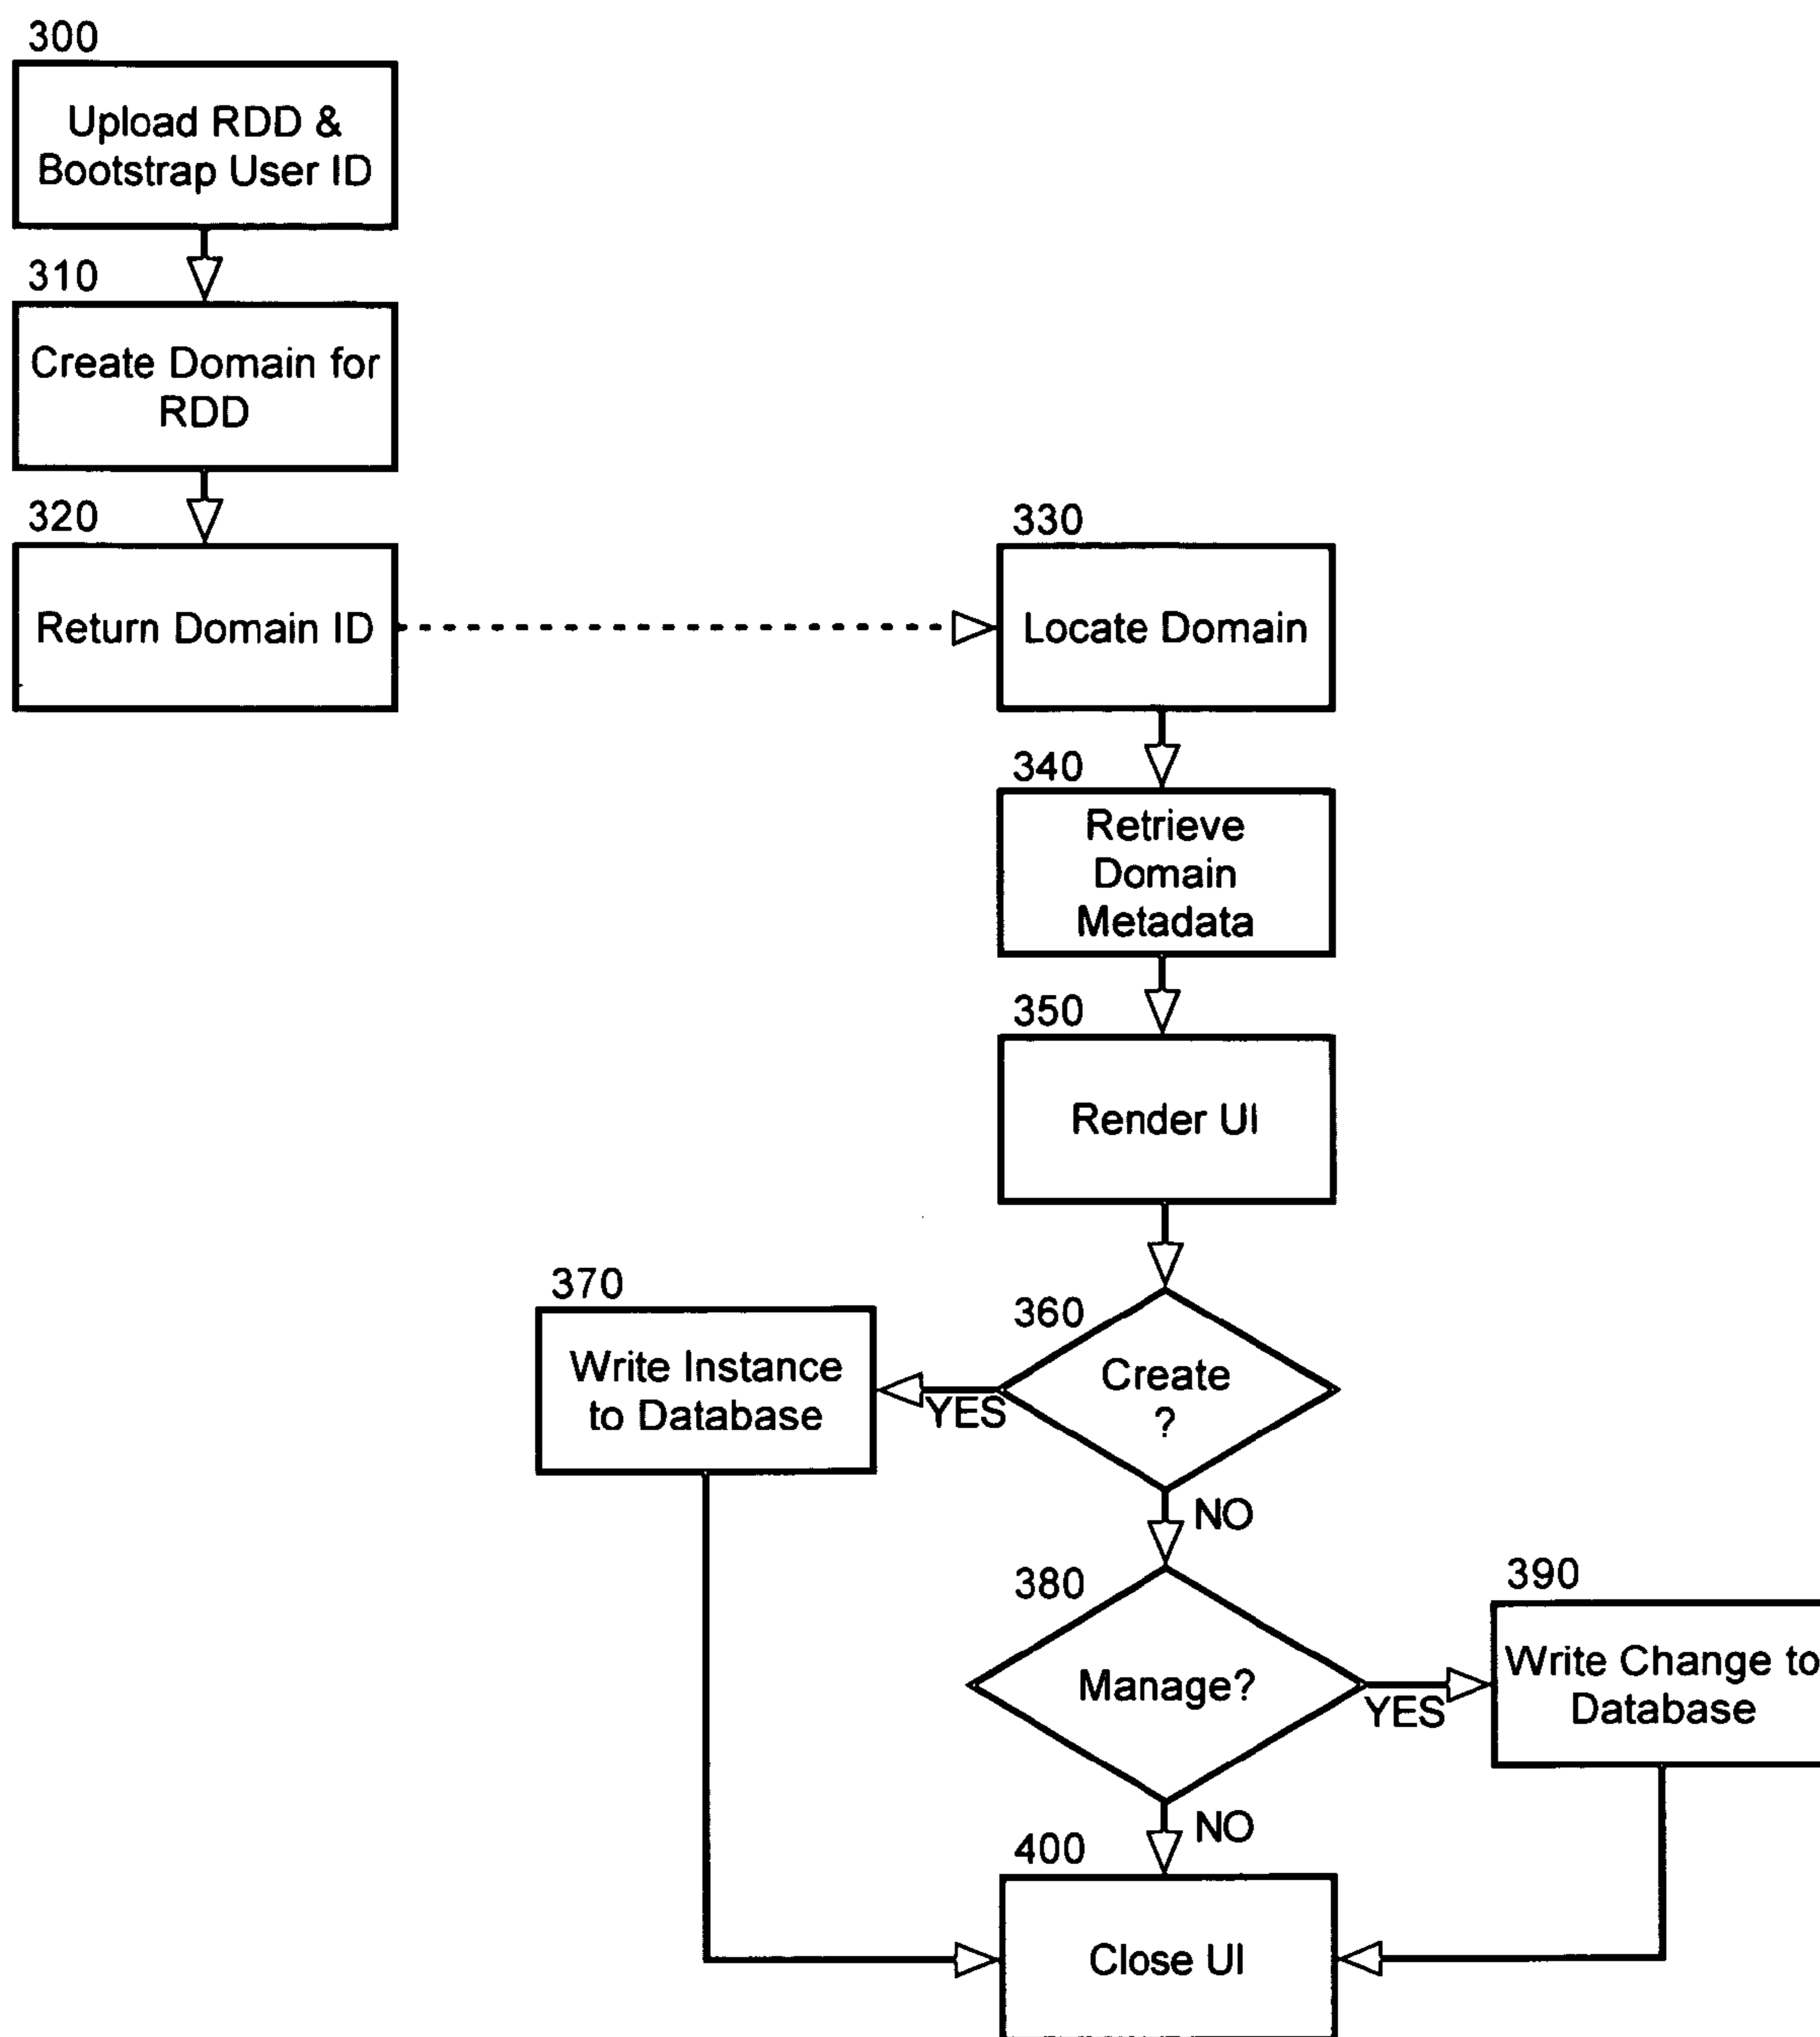 300
Upload RDD &
Bootstrap User ID
310
Create Domain for
RDD
320
Return Domain ID
330
Locate Domain
340
Retrieve
Domain
Metadata
350
Render UI
360
Create
?
YES
370
Write Instance
to Database
NO
380
Manage?
YES
390
Write Change to
Database
NO
400
Close UI